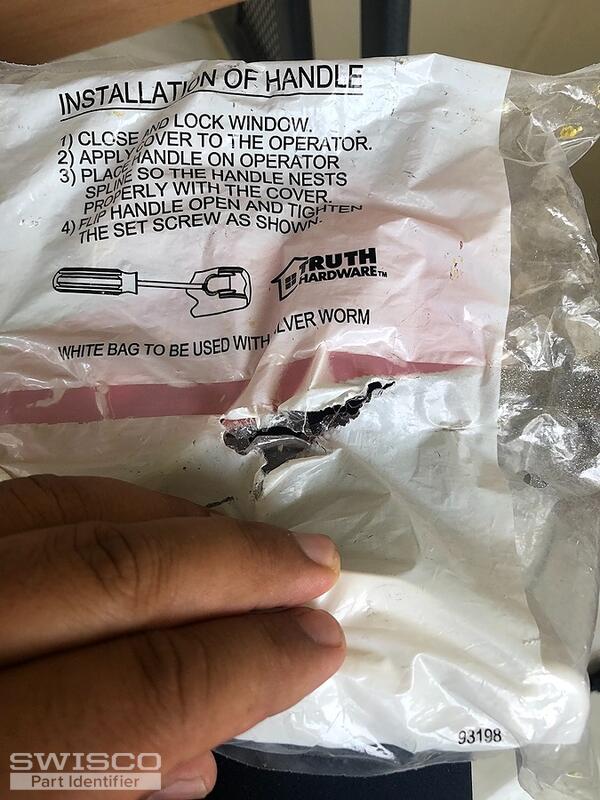 INSTALLATION OF HANDLE
1) CLOSE AND LOCK WINDOW.
2) APPLY COVER TO THE OPERATOR.
3) PLACE HANDLE ON OPERATOR
SPLINE SO THE HANDLE NESTS
PROPERLY WITH THE COVER.
4) FLIP HANDLE OPEN AND TIGHTEN
THE SET SCREW AS SHOWN.
TRUTH
HARDWARE™
WHITE BAG TO BE USED WITH LVER WORM
93198
SWISCO
Part Identifier